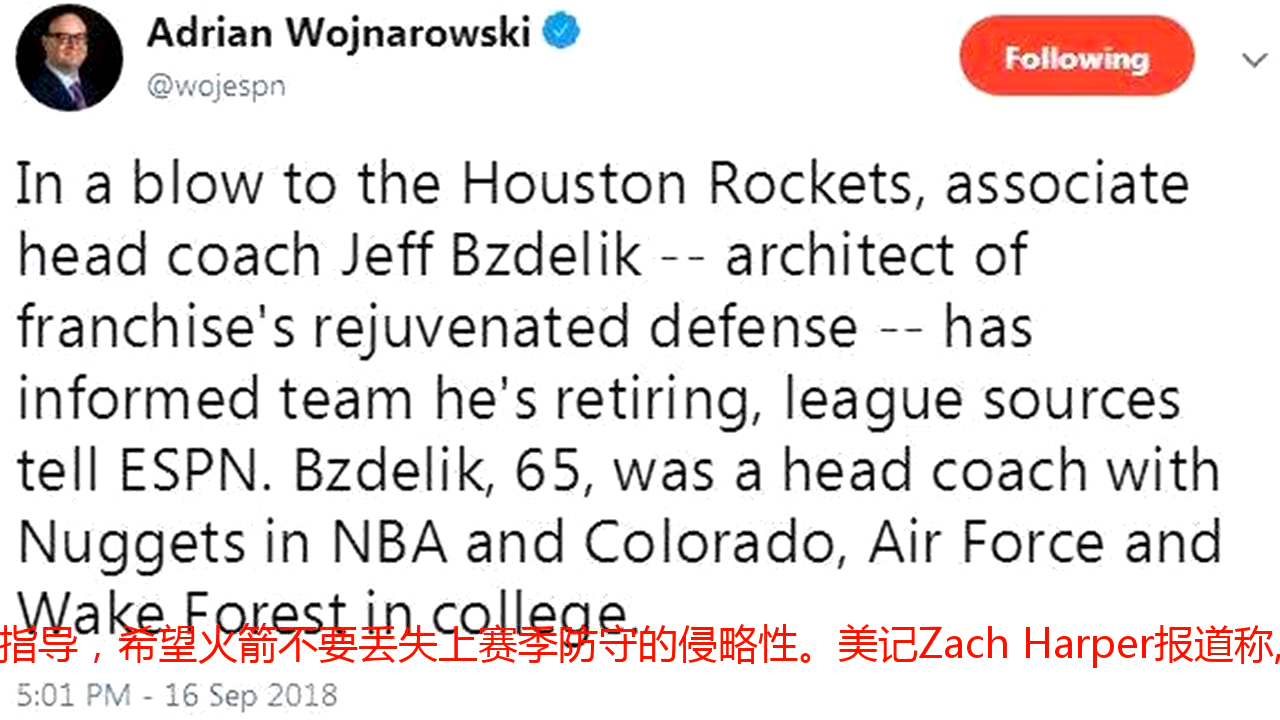 Adrian Wojnarowski
@wojespn
Following
In a blow to the Houston Rockets, associate
head coach Jeff Bzdelik -- architect of
franchise's rejuvenated defense -- has
informed team he's retiring, league sources
tell ESPN. Bzdelik, 65, was a head coach with
Nuggets in NBA and Colorado, Air Force and
Wake Forest in college.
指导，希望火箭不要丢失上赛季防守的侵略性。美记Zach Harper报道称，
5:01 PM - 16 Sep 2018